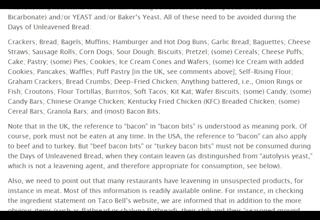 Bicarbonate) and/or YEAST and/or Baker's Yeast. All of these need to be avoided during the
Days of Unleavened Bread:
Crackers; Bread; Bagels; Muffins; Hamburger and Hot Dog Buns; Garlic Bread; Baguettes; Cheese
Straws, Sausage Rolls; Corn Dogs; Sour Dough; Biscuits; Pretzel; (some) Cereals; Cheese Puffs;
Cake; Pastry; (some) Pies; Cookies; Ice Cream Cones and Wafers; (some) Ice Cream with added
Cookies; Pancakes, Waffles; Puff Pastry [in the UK, see comments above]; Self-Rising Flour;
Graham Crackers; Bread Crumbs; Deep-Fried Chicken; Anything battered, i.e., Onion Rings or
Fish; Croutons; Flour Tortillas; Burritos; Soft Tacos; Kit Kat; Wafer Biscuits; (some) Candy; (some)
Candy Bars; Chinese Orange Chicken; Kentucky Fried Chicken (KFC) Breaded Chicken; (some)
Cereal Bars; Granola Bars; and (most) Bacon Bits.
Note that in the UK, the reference to "bacon" in "bacon bits" is understood as meaning pork. Of
course, pork must not be eaten at any time. In the USA, the reference to "bacon" can also apply
to beef and to turkey. But "beef bacon bits" or "turkey bacon bits" must not be consumed during
the Days of Unleavened Bread, when they contain leaven (as distinguished from "autolysis yeast,"
which is not a leavening agent, and therefore appropriate for consumption, see below).
Also, we need to point out that many restaurants have leavening in unsuspected products, for
instance in meat. Most of this information is readily available online. For instance, in checking
the ingredient statement on Taco Bell's website, we are informed that in addition to the more